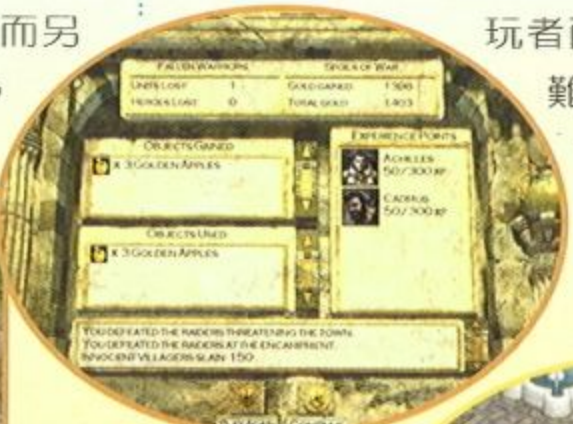 而另
玩者
難
FALLEN WARRIORS
UNITS LOST 1
HEROES LOST 0
SPOILS OF WAR
GOLD GAINED
TOTAL GOLD 1403
OBJECTS GAINED
X 3 GOLDEN APPLES
OBJECTS USED
X 3 GOLDEN APPLES
EXPERIENCE POINTS
ACHILLES
50/300 XP
CADMUS
50/300 XP
YOU DEFEATED THE RAIDERS THREATENING THE TOWN.
YOU DEFEATED THE RAIDERS AT THE ENCAMPMENT.
INNOCENT VILLAGERS SLAIN: 150